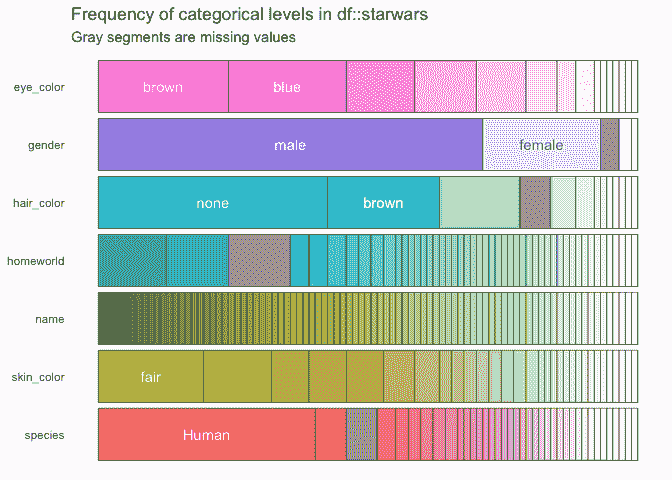 Frequency of categorical levels in df::starwars
Gray segments are missing values
eye_color
brown
blue
gender
male
female
hair_color
none
brown
homeworld
name
skin_color
fair
species
Human